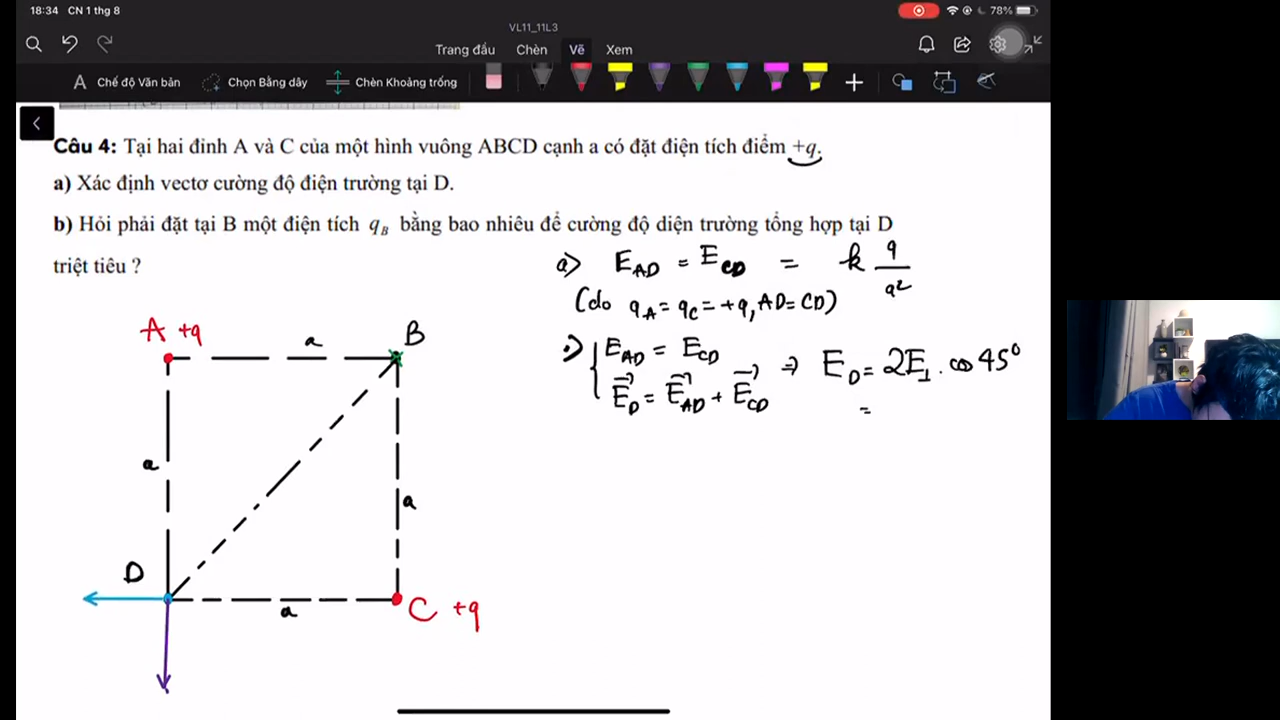 18:34 CN 1 thg 8
78%
VL11_11L3
Trang đầu Chèn Vẽ Xem
A Chế độ Văn bản Chọn Bằng dây Chèn Khoảng trống
Câu 4: Tại hai đỉnh A và C của một hình vuông ABCD cạnh a có đặt điện tích điểm +q.
a) Xác định vectơ cường độ điện trường tại D.
b) Hỏi phải đặt tại B một điện tích q_B bằng bao nhiêu để cường độ diện trường tổng hợp tại D
triệt tiêu ?
a) E_AD = E_CD = k q/a²
(do q_A = q_C = +q, AD = CD)
E_AD = E_CD
E⃗_D = E⃗_AD + E⃗_CD
⇒ E_D = 2E_1 . cos 45°
=
A +q
a
B
a
a
D
a
C +q